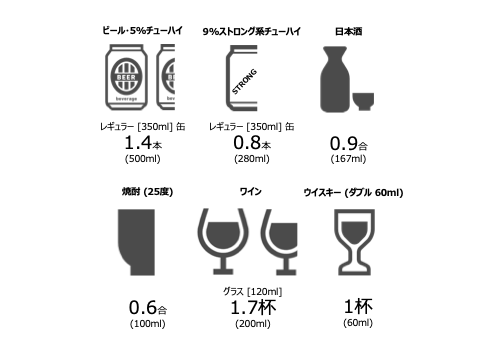 ビール・5%チューハイ
9%ストロング系チューハイ
日本酒
BEER
beverage
STRONG
レギュラー [350ml] 缶
1.4本
(500ml)
レギュラー [350ml] 缶
0.8本
(280ml)
0.9合
(167ml)
焼酎 (25度)
ワイン
ウイスキー (ダブル 60ml)
0.6合
(100ml)
グラス [120ml]
1.7杯
(200ml)
1杯
(60ml)